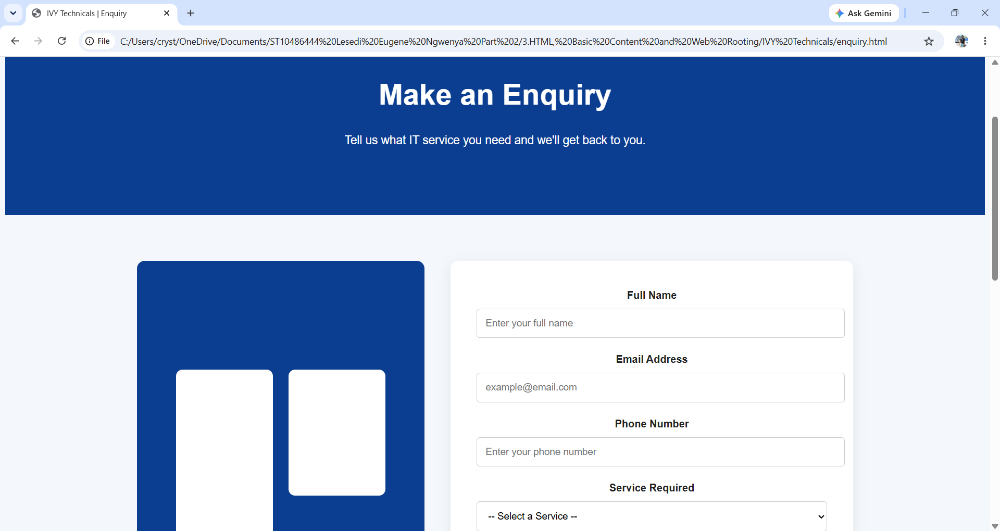 IVY Technicals | Enquiry
Ask Gemini
File
C:/Users/cryst/OneDrive/Documents/ST10486444%20Lesedi%20Eugene%20Ngwenya%20Part%202/3.HTML,%20Basic%20Content%20and%20Web%20Rooting/IVY%20Technicals/enquiry.html
Make an Enquiry
Tell us what IT service you need and we'll get back to you.
Full Name
Enter your full name
Email Address
example@email.com
Phone Number
Enter your phone number
Service Required
-- Select a Service --